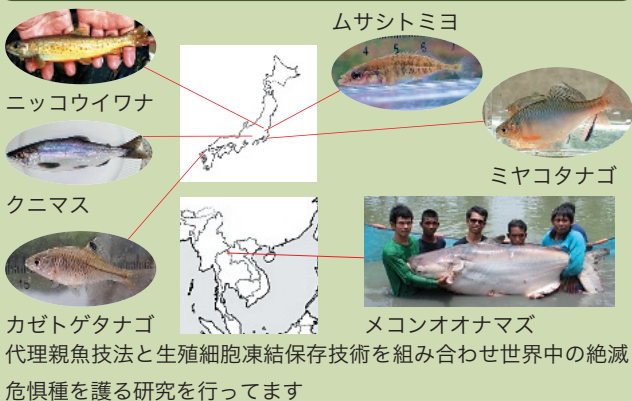 ムサシトミヨ
ニッコウイワナ
ミヤコタナゴ
クニマス
カゼトゲタナゴ
メコンオオナマズ
代理親魚技法と生殖細胞凍結保存技術を組み合わせ世界中の絶滅
危惧種を護る研究を行ってます